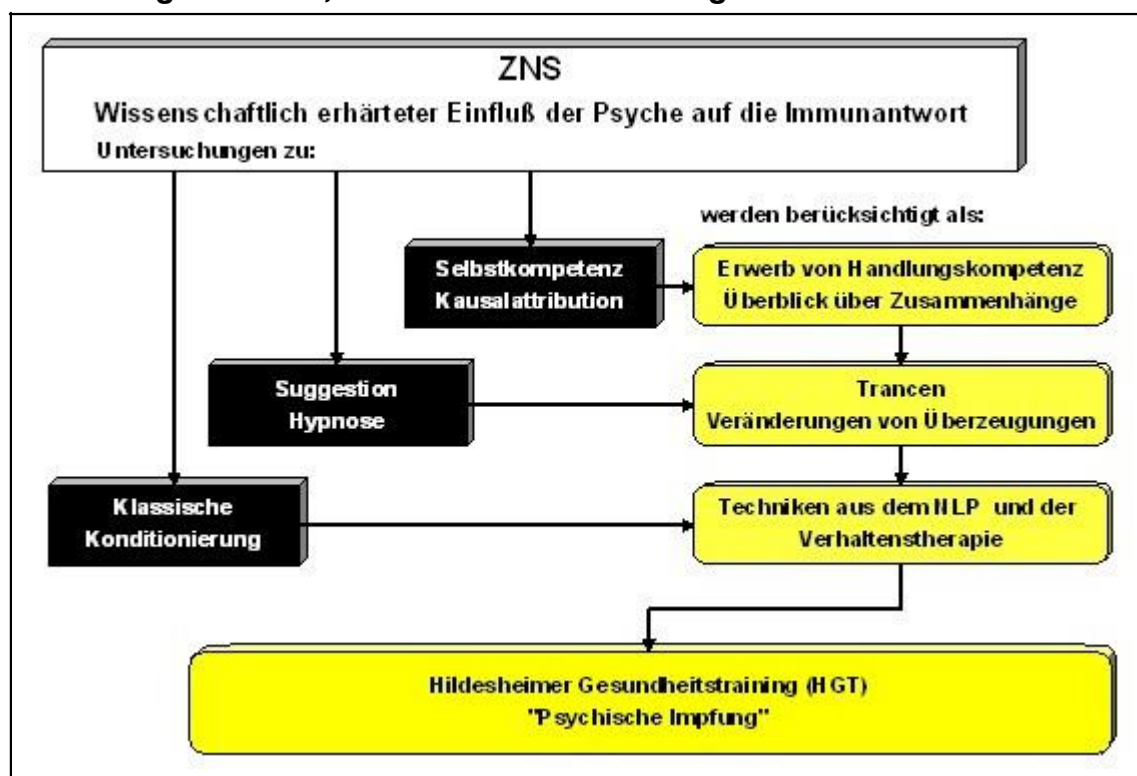 ZNS
Wissenschaftlich erhärteter Einfluß der Psyche auf die Immunantwort
Untersuchungen zu:
werden berücksichtigt als:
Selbstkompetenz
Kausalattribution
Erwerb von Handlungskompetenz
Überblick über Zusammenhänge
Suggestion
Hypnose
Trancen
Veränderungen von Überzeugungen
Klassische
Konditionierung
Techniken aus dem NLP und der
Verhaltenstherapie
Hildesheimer Gesundheitstraining (HGT)
"Psychische Impfung"